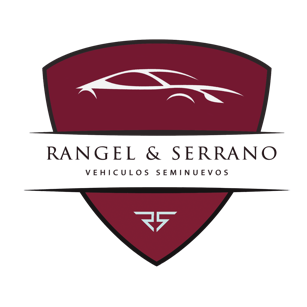 RANGEL & SERRANO
VEHICULOS SEMINUEVOS
RS